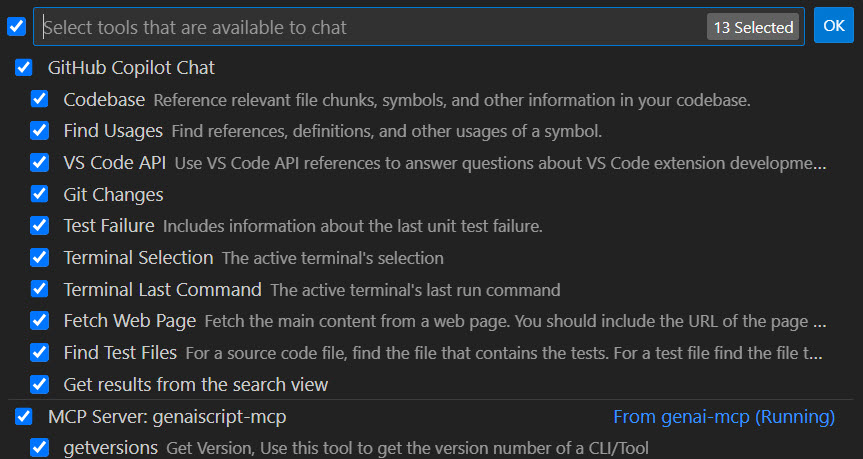 Select tools that are available to chat 13 Selected OK
GitHub Copilot Chat
Codebase Reference relevant file chunks, symbols, and other information in your codebase.
Find Usages Find references, definitions, and other usages of a symbol.
VS Code API Use VS Code API references to answer questions about VS Code extension developme...
Git Changes
Test Failure Includes information about the last unit test failure.
Terminal Selection The active terminal's selection
Terminal Last Command The active terminal's last run command
Fetch Web Page Fetch the main content from a web page. You should include the URL of the page ...
Find Test Files For a source code file, find the file that contains the tests. For a test file find the file t...
Get results from the search view
MCP Server: genaiscript-mcp From genai-mcp (Running)
getversions Get Version, Use this tool to get the version number of a CLI/Tool